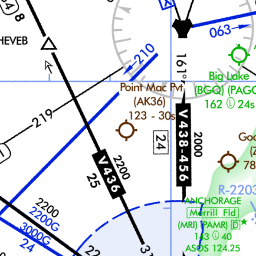 8
HEVEB
063
210
161°
Big Lake
(BGQ) (PAGQ
162 24s
Point Mac Pvt
(AK36)
123 - 30s
219
24
V438-456
2000
V436
2200
25
2200
2200G
3000G
R-2203
ANCHORAGE
Merrill Fld
(MRI) (PAMR) D
ASOS 124.25